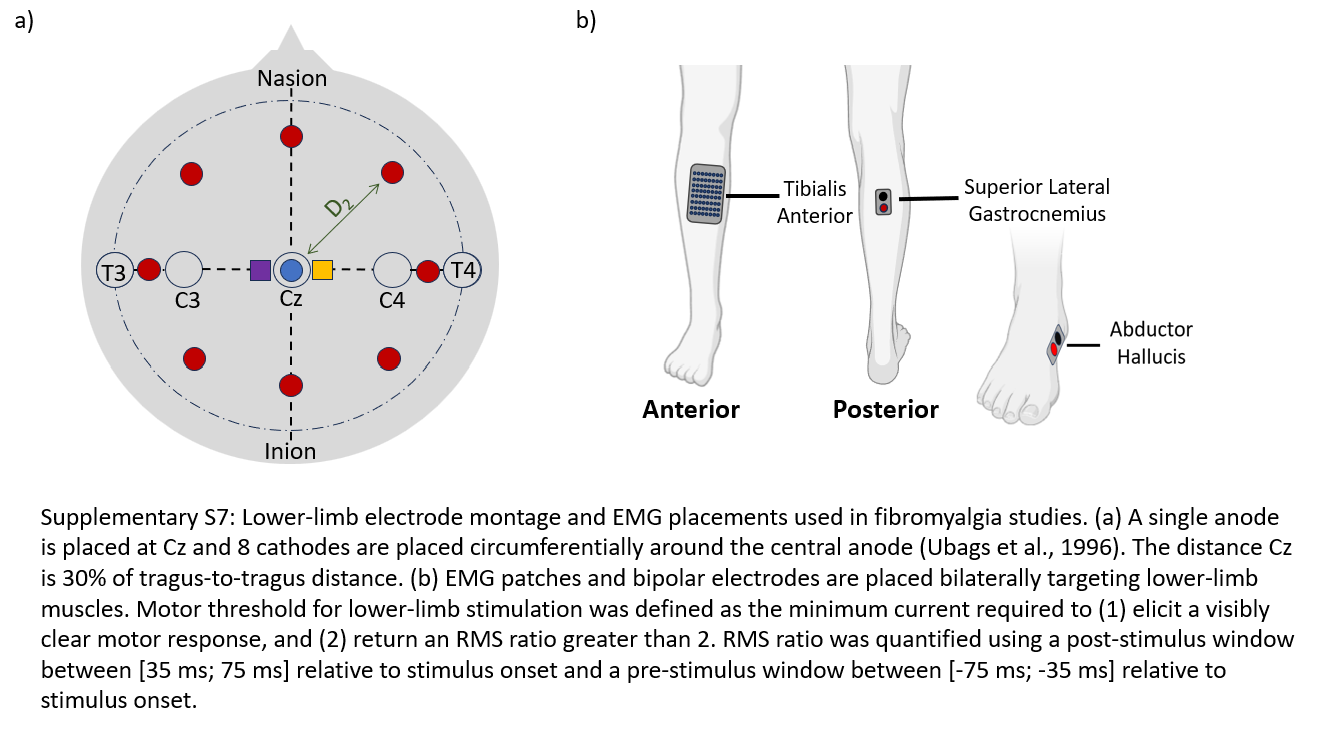 a)
Nasion
D2
T3
C3
Cz
C4
T4
Inion
b)
Tibialis
Anterior
Superior Lateral
Gastrocnemius
Abductor
Hallucis
Anterior
Posterior
Supplementary S7: Lower-limb electrode montage and EMG placements used in fibromyalgia studies. (a) A single anode
is placed at Cz and 8 cathodes are placed circumferentially around the central anode (Ubags et al., 1996). The distance Cz
is 30% of tragus-to-tragus distance. (b) EMG patches and bipolar electrodes are placed bilaterally targeting lower-limb
muscles. Motor threshold for lower-limb stimulation was defined as the minimum current required to (1) elicit a visibly
clear motor response, and (2) return an RMS ratio greater than 2. RMS ratio was quantified using a post-stimulus window
between [35 ms; 75 ms] relative to stimulus onset and a pre-stimulus window between [-75 ms; -35 ms] relative to
stimulus onset.